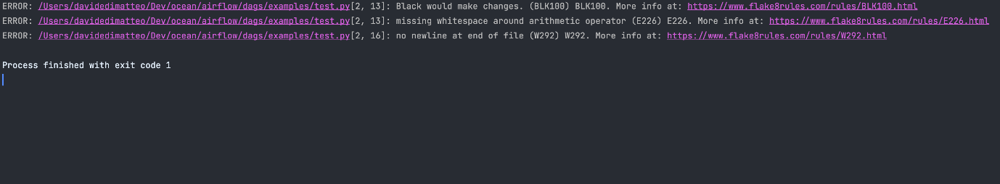 ERROR: /Users/davidedimatteo/Dev/ocean/airflow/dags/examples/test.py[2, 13]: Black would make changes. (BLK100) BLK100. More info at: https://www.flake8rules.com/rules/BLK100.html
ERROR: /Users/davidedimatteo/Dev/ocean/airflow/dags/examples/test.py[2, 13]: missing whitespace around arithmetic operator (E226) E226. More info at: https://www.flake8rules.com/rules/E226.html
ERROR: /Users/davidedimatteo/Dev/ocean/airflow/dags/examples/test.py[2, 16]: no newline at end of file (W292) W292. More info at: https://www.flake8rules.com/rules/W292.html
Process finished with exit code 1